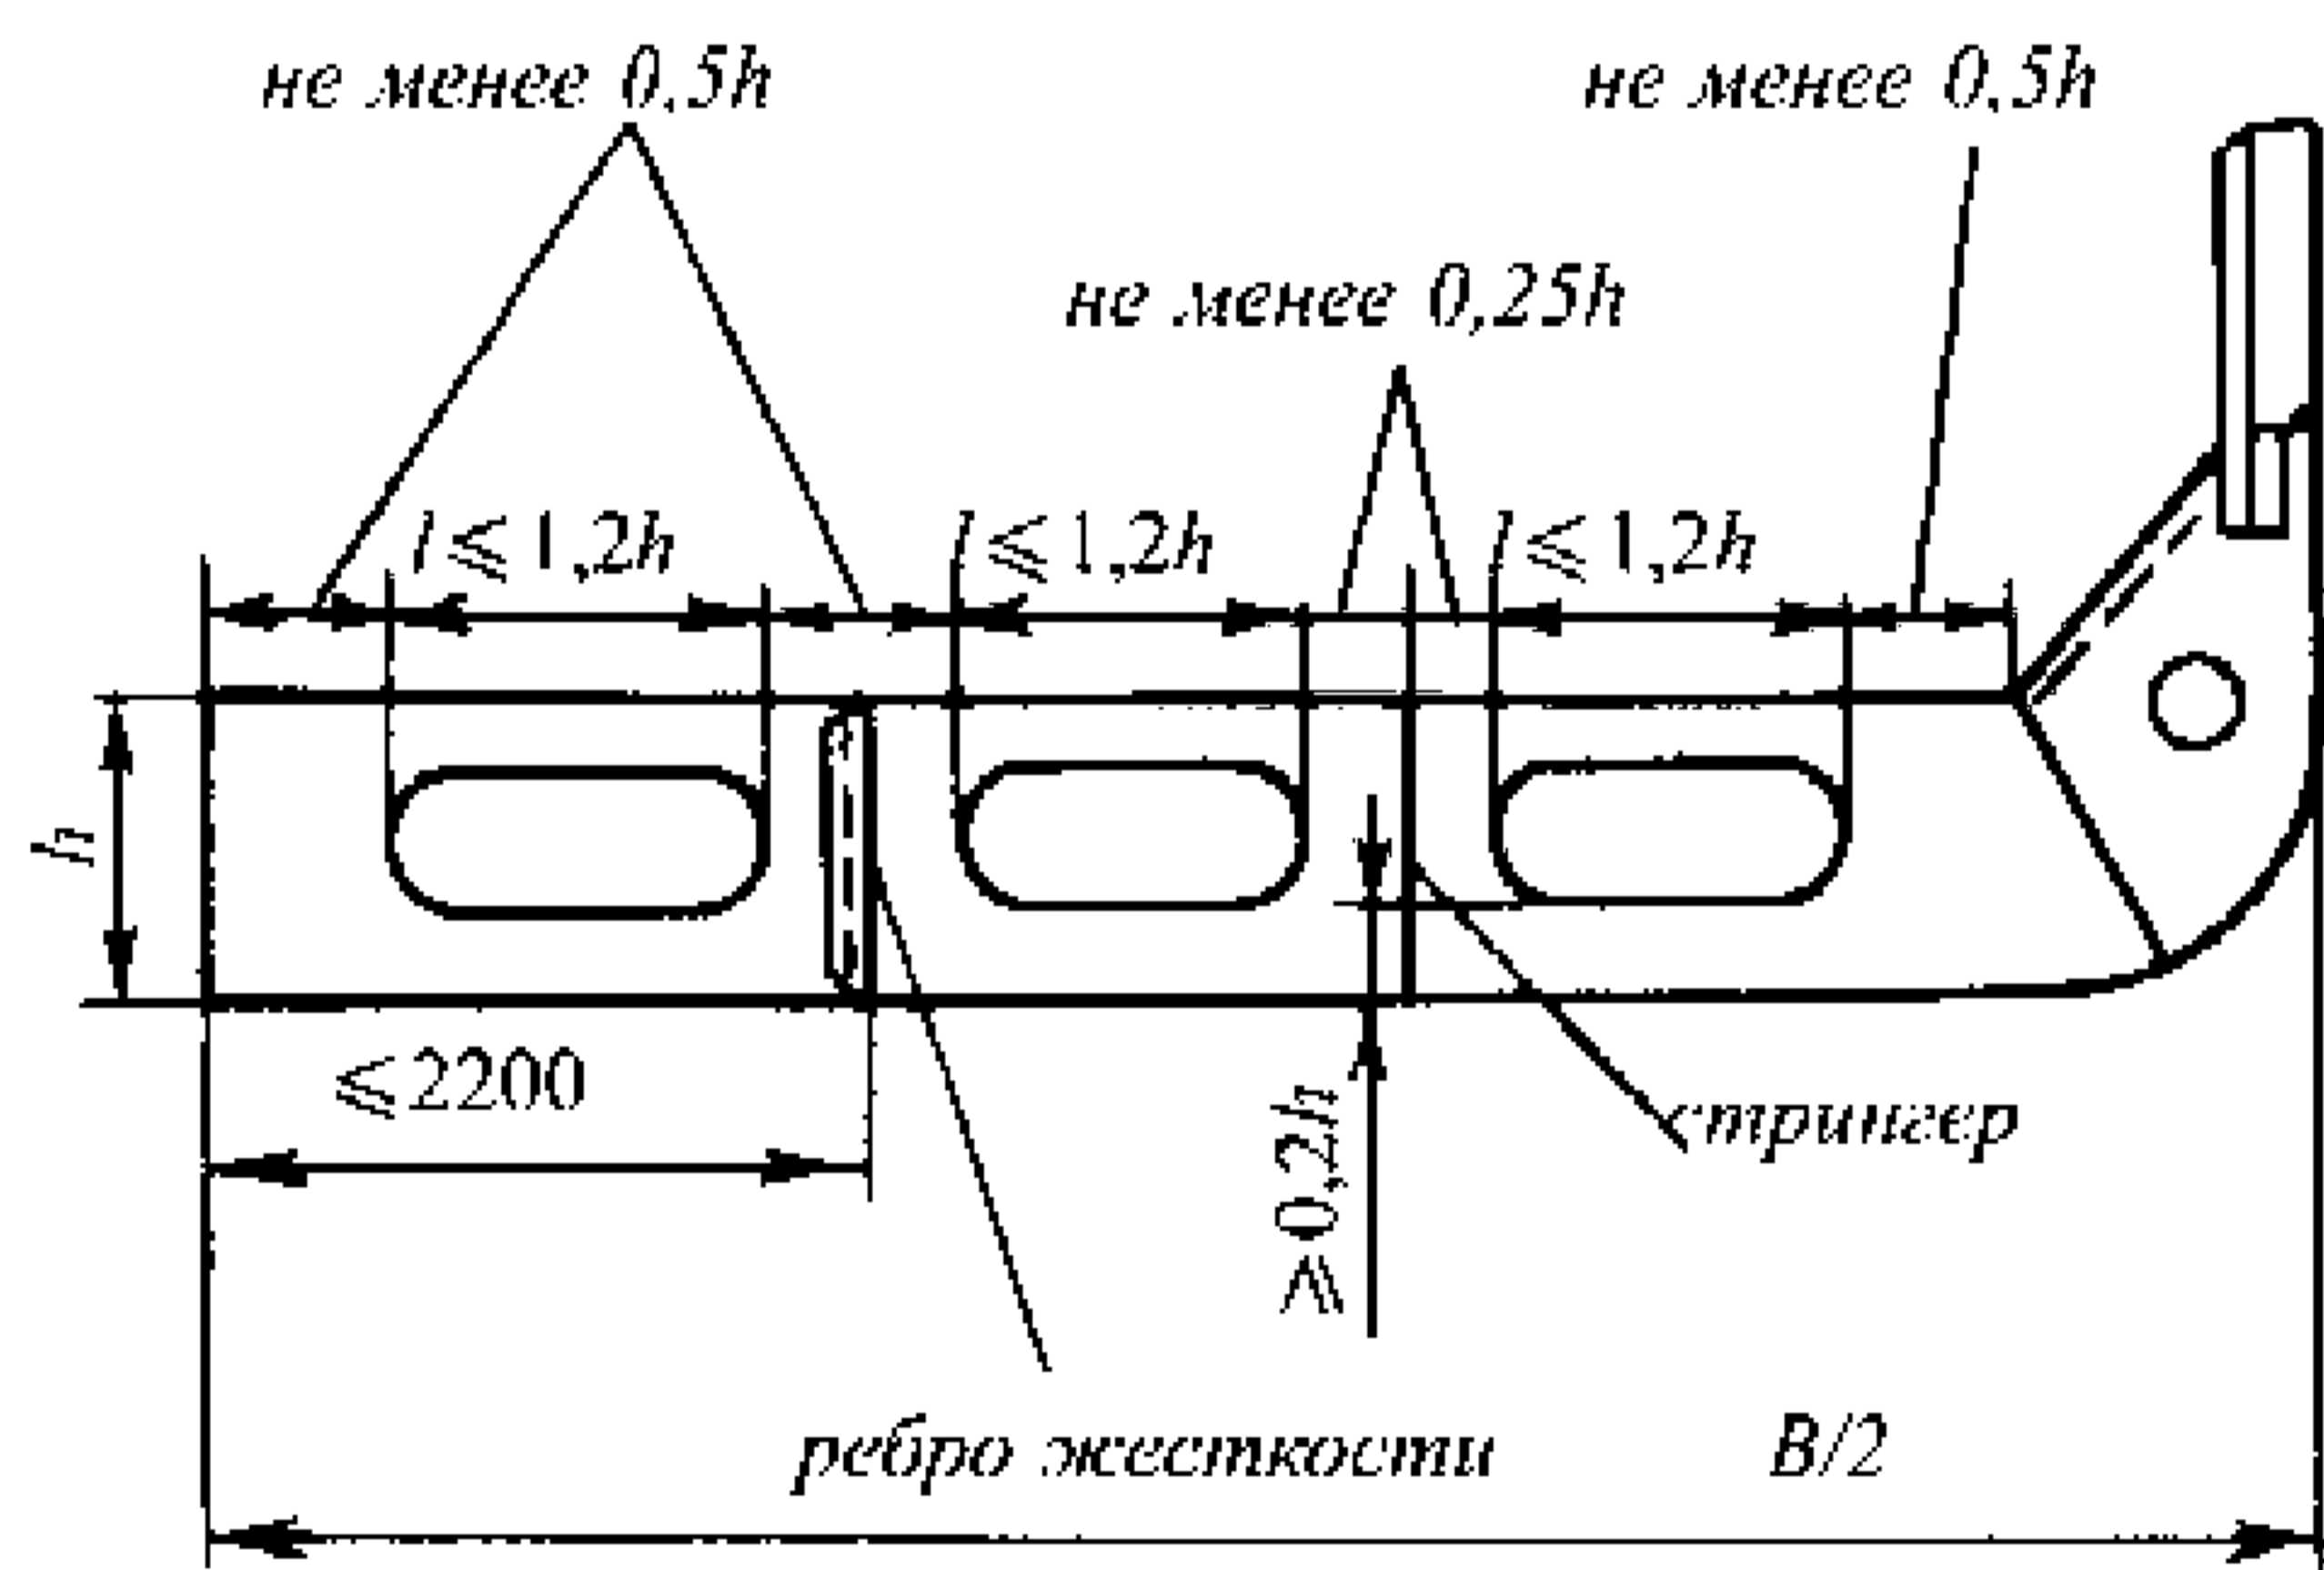 не менее 0,5h
не менее 0,5h
не менее 0,25h
l ⩽ 1,2h
l ⩽ 1,2h
l ⩽ 1,2h
h
⩽ 2200
⩾ 0,2h
стрингер
ребро жесткости
B/2